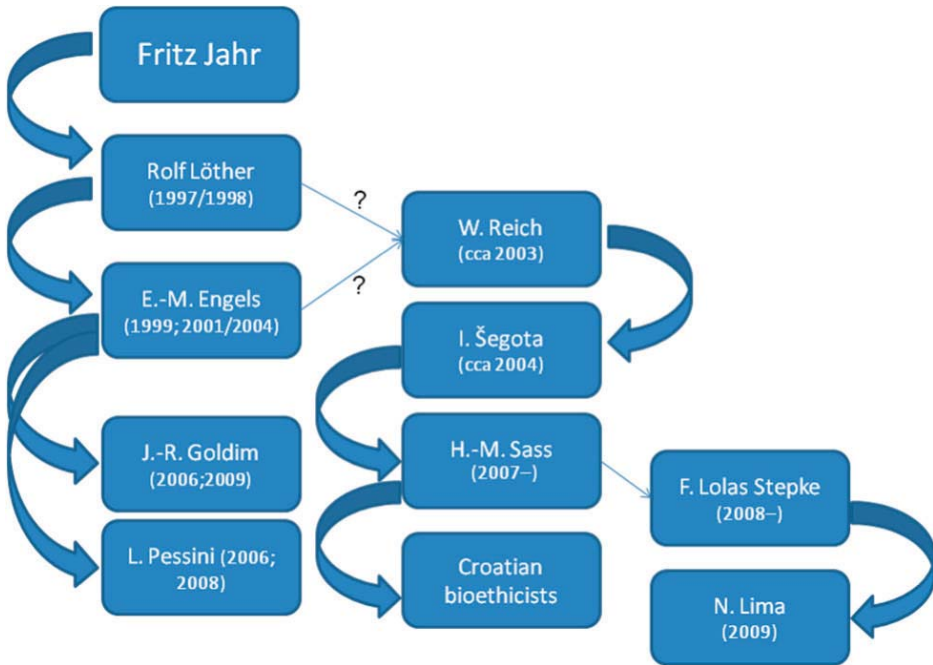 Fritz Jahr
Rolf Löther
(1997/1998)
?
W. Reich
(cca 2003)
E.-M. Engels
(1999; 2001/2004)
?
I. Šegota
(cca 2004)
J.-R. Goldim
(2006;2009)
H.-M. Sass
(2007–)
F. Lolas Stepke
(2008–)
L. Pessini (2006;
2008)
Croatian
bioethicists
N. Lima
(2009)